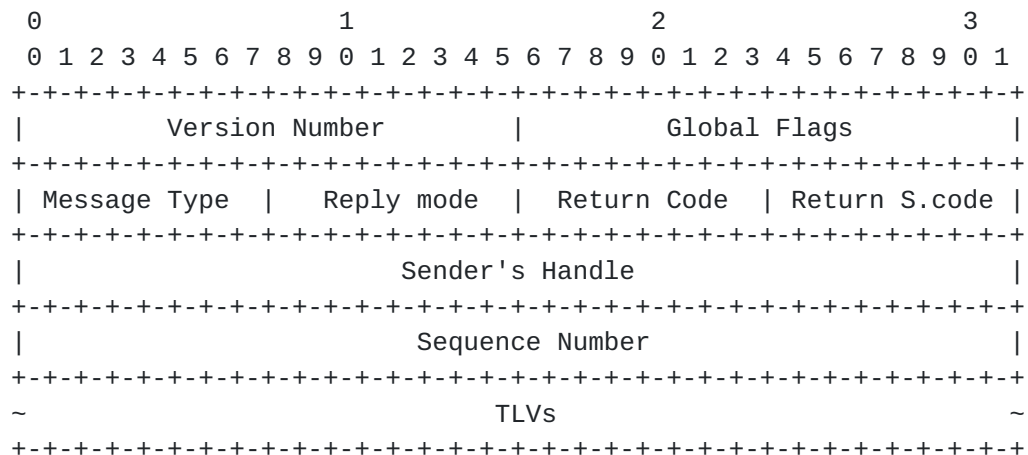 0                   1                   2                   3
 0 1 2 3 4 5 6 7 8 9 0 1 2 3 4 5 6 7 8 9 0 1 2 3 4 5 6 7 8 9 0 1
+-+-+-+-+-+-+-+-+-+-+-+-+-+-+-+-+-+-+-+-+-+-+-+-+-+-+-+-+-+-+-+-+
|         Version Number        |         Global Flags          |
+-+-+-+-+-+-+-+-+-+-+-+-+-+-+-+-+-+-+-+-+-+-+-+-+-+-+-+-+-+-+-+-+
| Message Type  |   Reply mode  |  Return Code  | Return S.code |
+-+-+-+-+-+-+-+-+-+-+-+-+-+-+-+-+-+-+-+-+-+-+-+-+-+-+-+-+-+-+-+-+
|                        Sender's Handle                        |
+-+-+-+-+-+-+-+-+-+-+-+-+-+-+-+-+-+-+-+-+-+-+-+-+-+-+-+-+-+-+-+-+
|                         Sequence Number                       |
+-+-+-+-+-+-+-+-+-+-+-+-+-+-+-+-+-+-+-+-+-+-+-+-+-+-+-+-+-+-+-+-+
~                              TLVs                             ~
+-+-+-+-+-+-+-+-+-+-+-+-+-+-+-+-+-+-+-+-+-+-+-+-+-+-+-+-+-+-+-+-+